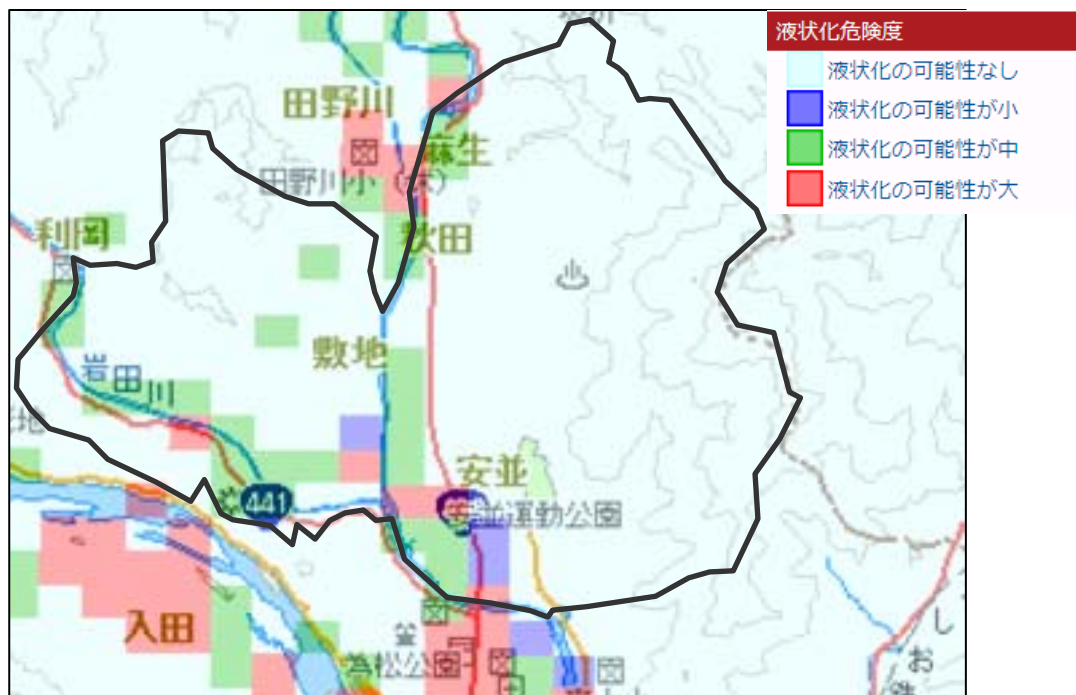 液状化危険度
液状化の可能性なし
液状化の可能性が小
液状化の可能性が中
液状化の可能性が大
田野川
麻生
田野川小(休)
利岡
秋田
敷地
岩田川
安並
441
安並運動公園
入田
為松公園
お
し